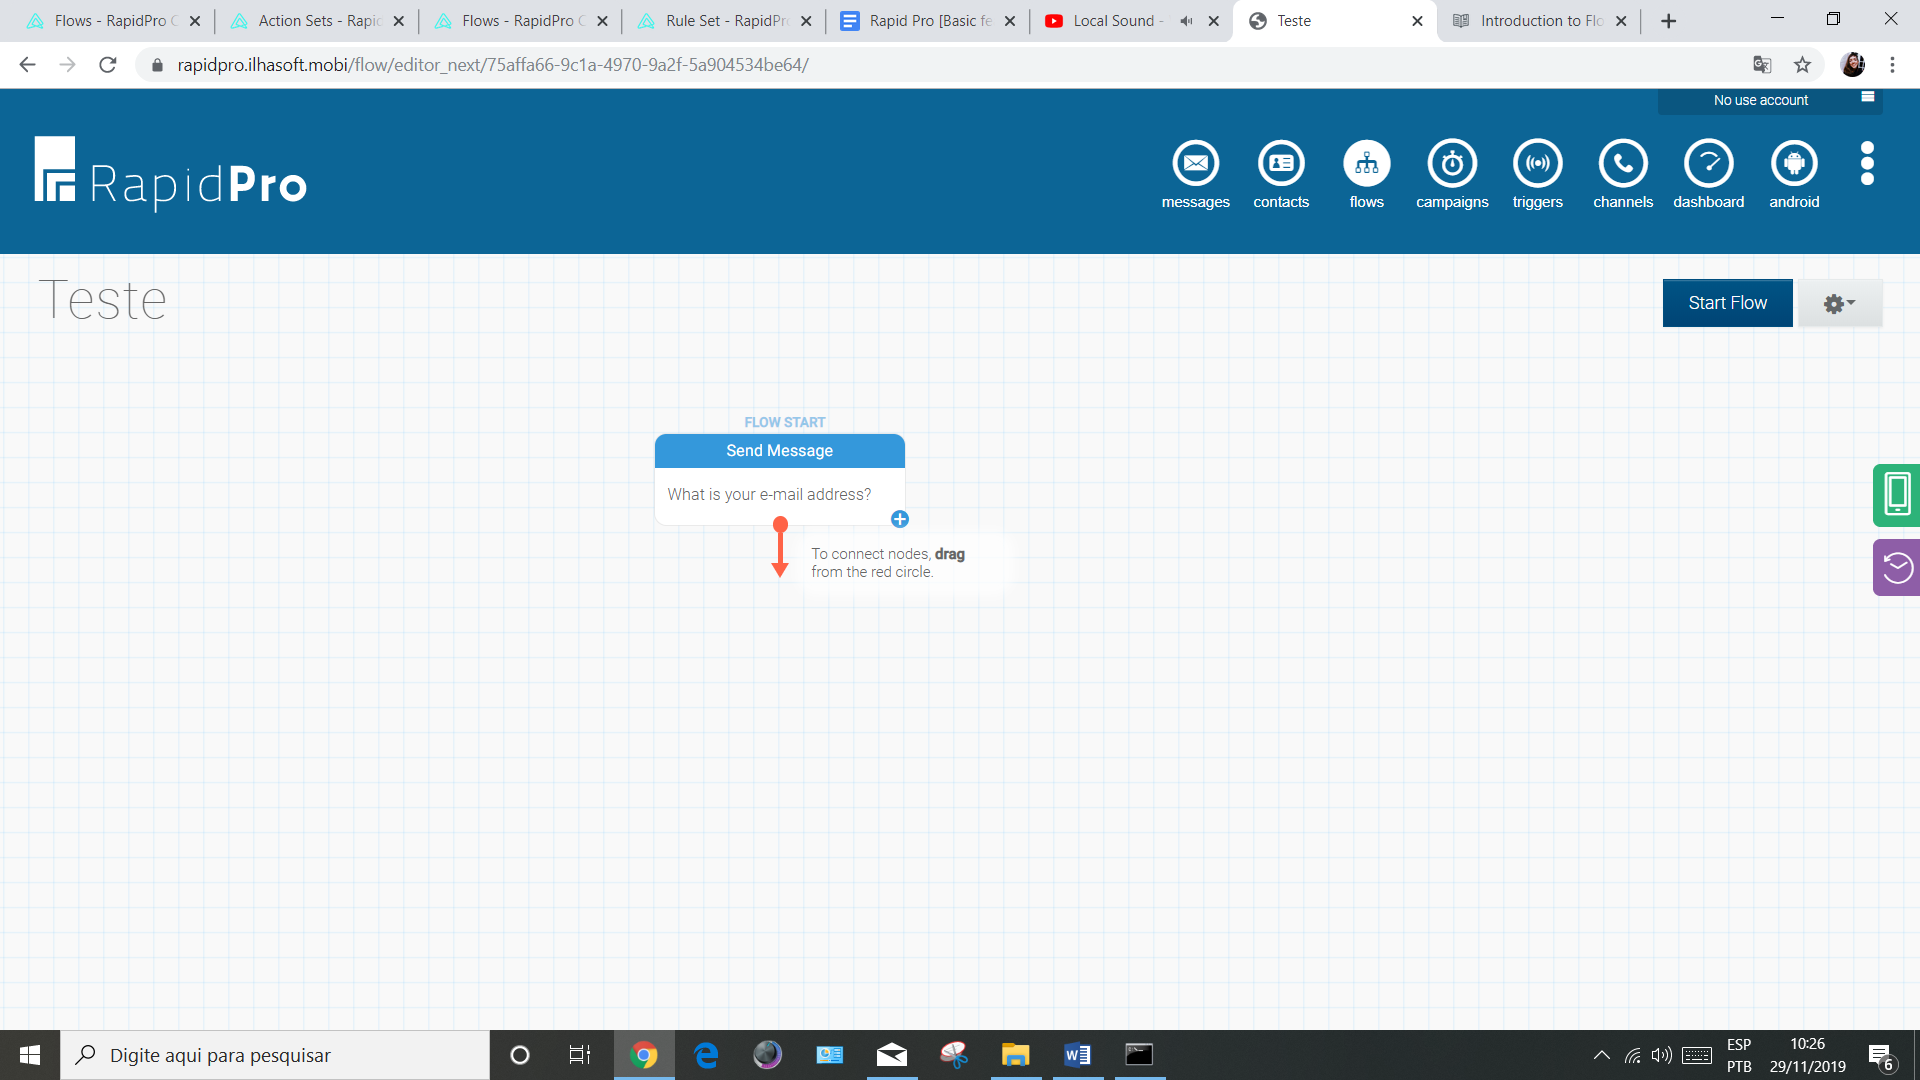 Flows - RapidPro C
Action Sets - Rapid
Flows - RapidPro C
Rule Set - RapidPr
Rapid Pro [Basic fe
Local Sound -
Teste
Introduction to Flo
rapidpro.ilhasoft.mobi/flow/editor_next/75affa66-9c1a-4970-9a2f-5a904534be64/
No use account
RapidPro
messages
contacts
flows
campaigns
triggers
channels
dashboard
android
Teste
Start Flow
FLOW START
Send Message
What is your e-mail address?
To connect nodes, drag
from the red circle.
Digite aqui para pesquisar
ESP
PTB
10:26
29/11/2019
6